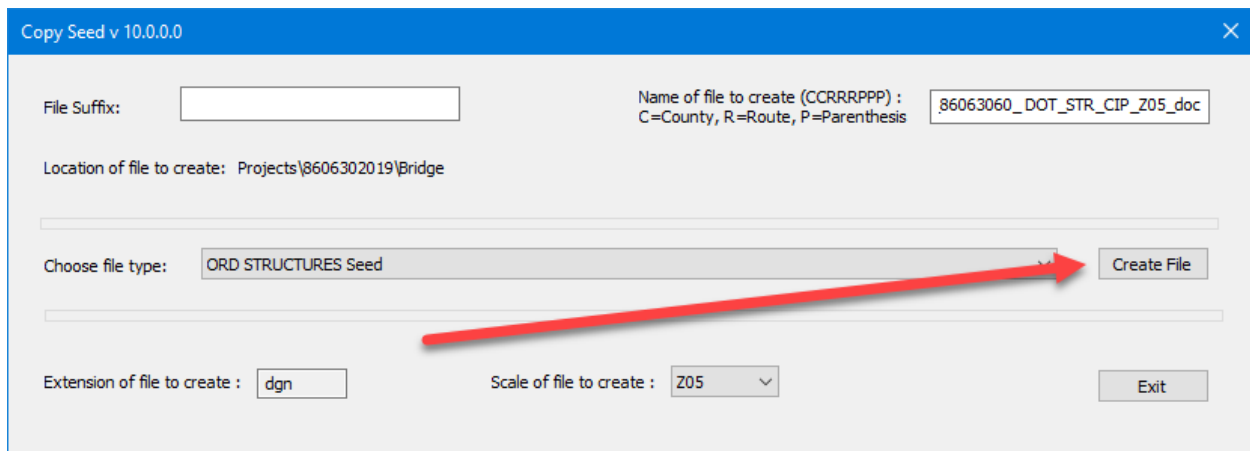 Copy Seed v 10.0.0.0
File Suffix:
Name of file to create (CCRRRPPP) :
C=County, R=Route, P=Parenthesis
86063060_ DOT_STR_CIP_Z05_doc
Location of file to create: Projects\8606302019\Bridge
Choose file type:
ORD STRUCTURES Seed
Create File
Extension of file to create :
dgn
Scale of file to create :
Z05
Exit